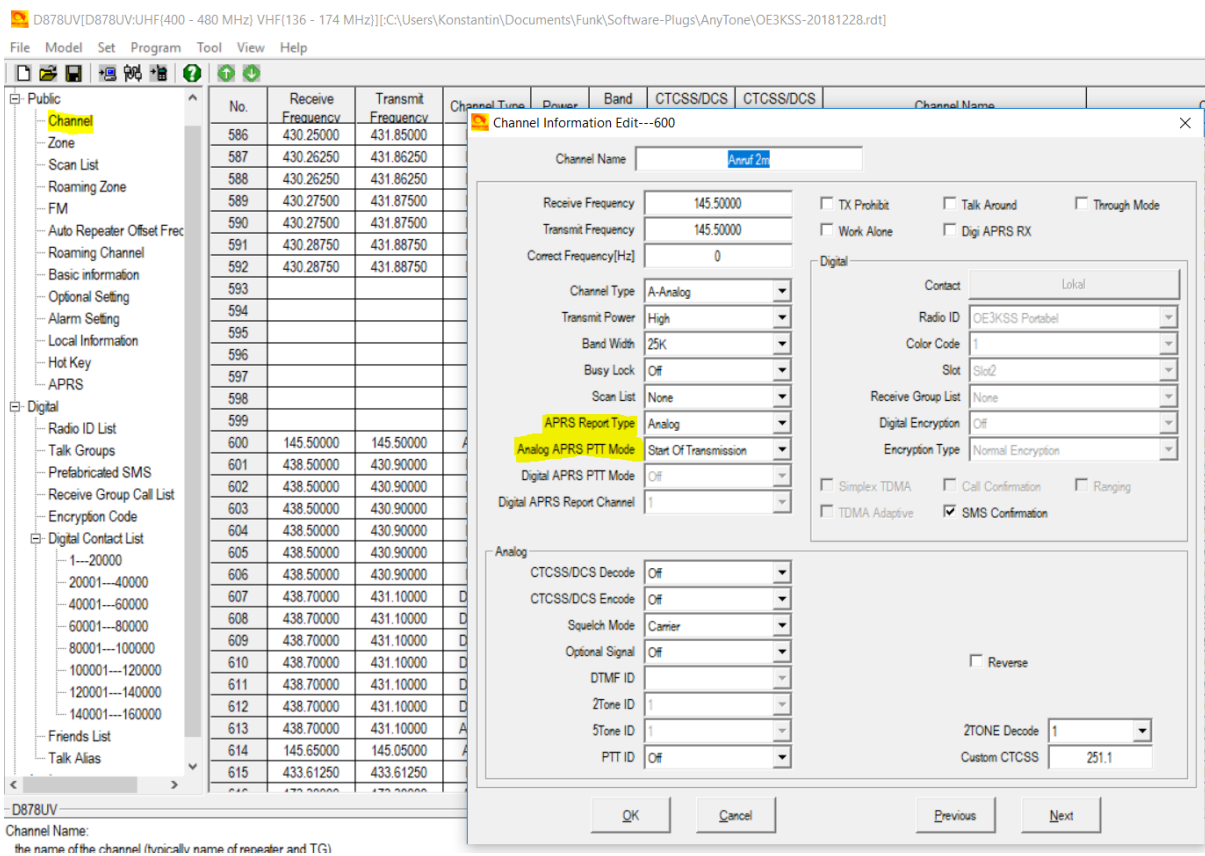 D878UV[D878UV:UHF{400 - 480 MHz} VHF{136 - 174 MHz}][:C:\Users\Konstantin\Documents\Funk\Software-Plugs\AnyTone\OE3KSS-20181228.rdt]
File Model Set Program Tool View Help
Public
Channel
Zone
Scan List
Roaming Zone
FM
Auto Repeater Offset Freq
Roaming Channel
Basic information
Optional Setting
Alarm Setting
Local Information
Hot Key
APRS
Digital
Radio ID List
Talk Groups
Prefabricated SMS
Receive Group Call List
Encryption Code
Digital Contact List
1---20000
20001---40000
40001---60000
60001---80000
80001---100000
100001---120000
120001---140000
140001---160000
Friends List
Talk Alias
No. Receive Frequency Transmit Frequency Channel Type Power Band CTCSS/DCS CTCSS/DCS Channel Name
586 430.25000 431.85000
587 430.26250 431.86250
588 430.26250 431.86250
589 430.27500 431.87500
590 430.27500 431.87500
591 430.28750 431.88750
592 430.28750 431.88750
593
594
595
596
597
598
599
600 145.50000 145.50000 A
601 438.50000 430.90000
602 438.50000 430.90000
603 438.50000 430.90000
604 438.50000 430.90000
605 438.50000 430.90000
606 438.50000 430.90000
607 438.70000 431.10000 D
608 438.70000 431.10000 D
609 438.70000 431.10000 D
610 438.70000 431.10000 D
611 438.70000 431.10000 D
612 438.70000 431.10000 D
613 438.70000 431.10000 A
614 145.65000 145.05000 A
615 433.61250 433.61250
Channel Information Edit---600
Channel Name Anruf 2m
Receive Frequency 145.50000
Transmit Frequency 145.50000
Correct Frequency[Hz] 0
Channel Type A-Analog
Transmit Power High
Band Width 25K
Busy Lock Off
Scan List None
APRS Report Type Analog
Analog APRS PTT Mode Start Of Transmission
Digital APRS PTT Mode Off
Digital APRS Report Channel 1
TX Prohibit Talk Around Through Mode
Work Alone Digi APRS RX
Digital
Contact Lokal
Radio ID OE3KSS Portabel
Color Code 1
Slot Slot2
Receive Group List None
Digital Encryption Off
Encryption Type Normal Encryption
Simplex TDMA Call Confirmation Ranging
TDMA Adaptive SMS Confirmation
Analog
CTCSS/DCS Decode Off
CTCSS/DCS Encode Off
Squelch Mode Carrier
Optional Signal Off
DTMF ID
2Tone ID 1
5Tone ID 1
PTT ID Off
Reverse
2TONE Decode 1
Custom CTCSS 251.1
OK Cancel Previous Next
D878UV
Channel Name:
the name of the channel (typically name of repeater and TG)